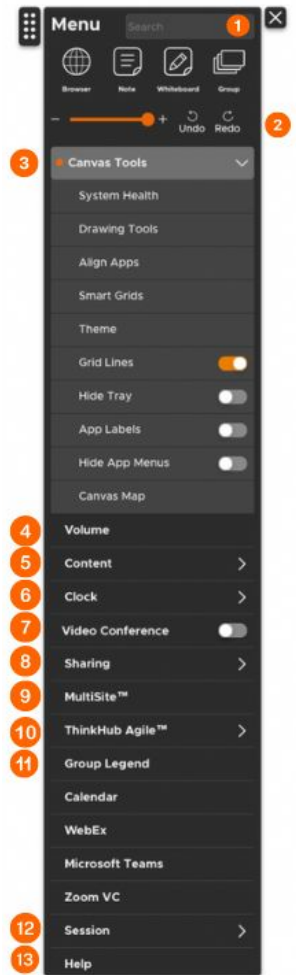 Menu Search 1
Browser Note Whiteboard Group
- + Undo Redo 2
3 Canvas Tools
System Health
Drawing Tools
Align Apps
Smart Grids
Theme
Grid Lines
Hide Tray
App Labels
Hide App Menus
Canvas Map
4 Volume
5 Content
6 Clock
7 Video Conference
8 Sharing
9 MultiSite™
10 ThinkHub Agile™
11 Group Legend
Calendar
WebEx
Microsoft Teams
Zoom VC
12 Session
13 Help